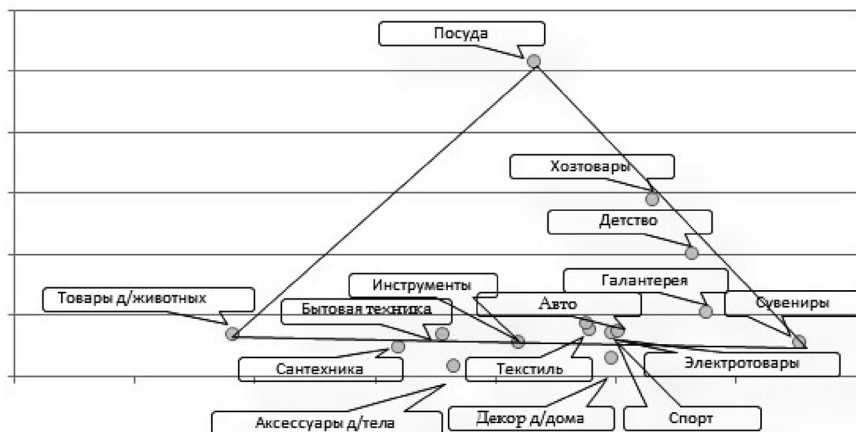 Посуда
Хозтовары
Детство
Инструменты
Галантерея
Товары д/животных
Бытовая техника
Авто
Сувениры
Сантехника
Текстиль
Электротовары
Аксессуары д/тела
Декор д/дома
Спорт